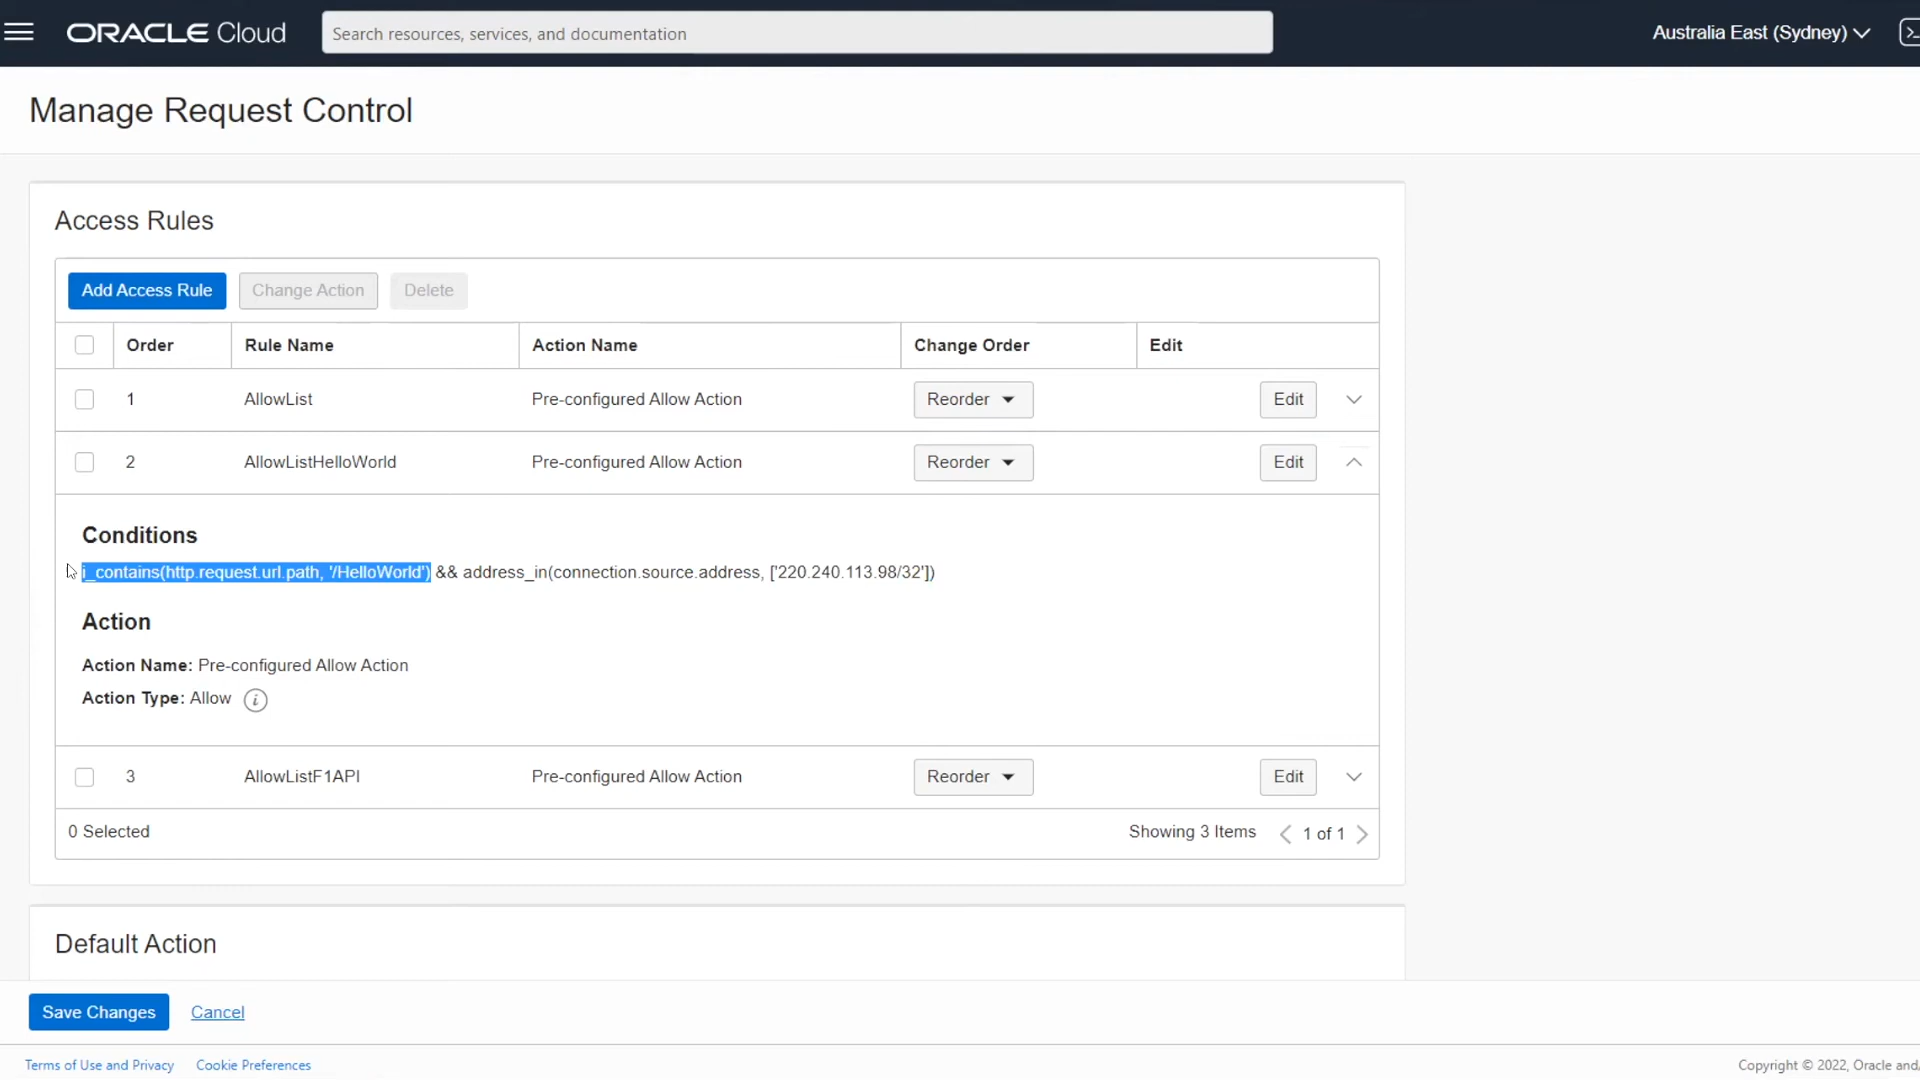 ORACLE Cloud
Search resources, services, and documentation
Australia East (Sydney)
Manage Request Control
Access Rules
Add Access Rule Change Action Delete
Order Rule Name Action Name Change Order Edit
1 AllowList Pre-configured Allow Action Reorder Edit
2 AllowListHelloWorld Pre-configured Allow Action Reorder Edit
Conditions
i_contains(http.request.url.path, '/HelloWorld') && address_in(connection.source.address, ['220.240.113.98/32'])
Action
Action Name: Pre-configured Allow Action
Action Type: Allow i
3 AllowListF1API Pre-configured Allow Action Reorder Edit
0 Selected Showing 3 Items 1 of 1
Default Action
Save Changes Cancel
Terms of Use and Privacy Cookie Preferences Copyright © 2022, Oracle and/